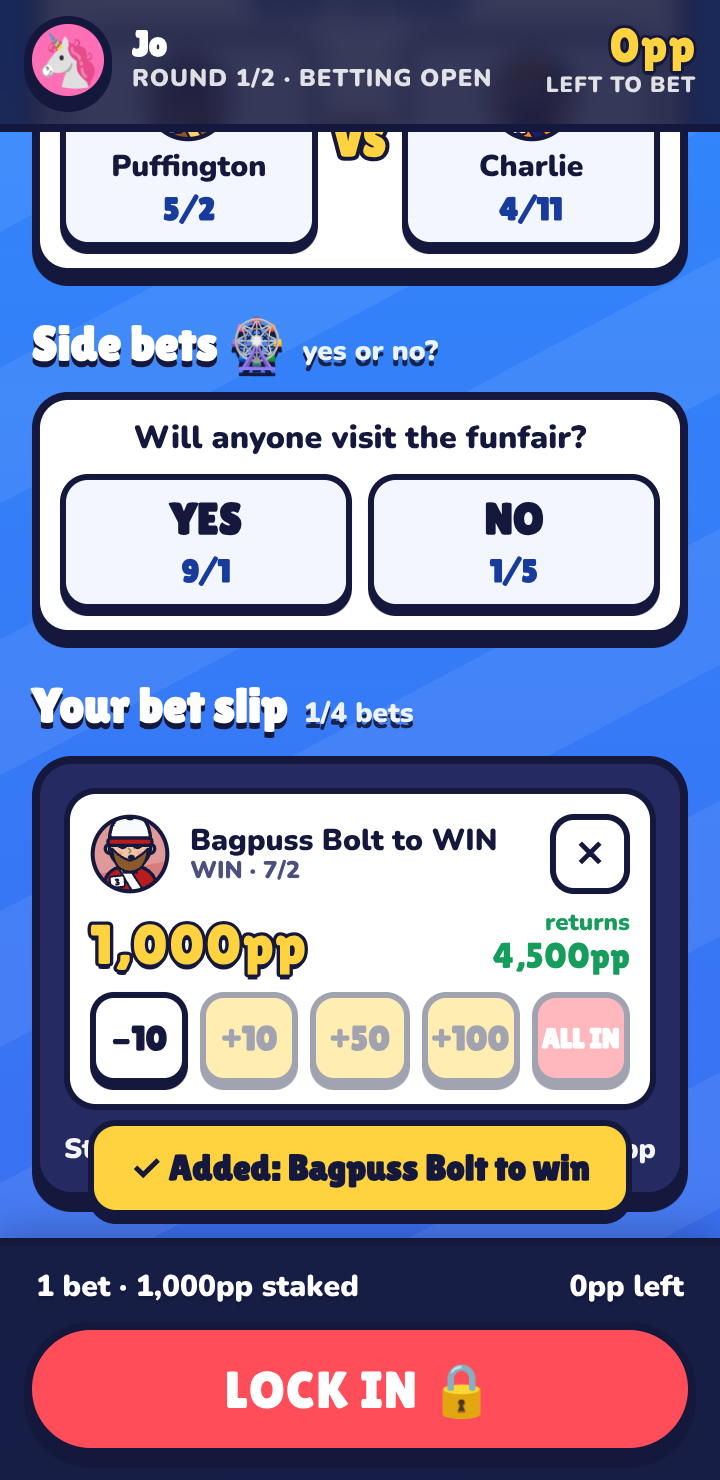 Jo
ROUND 1/2 · BETTING OPEN
0pp
LEFT TO BET
VS
Puffington
5/2
Charlie
4/11
Side bets yes or no?
Will anyone visit the funfair?
YES
9/1
NO
1/5
Your bet slip 1/4 bets
Bagpuss Bolt to WIN
WIN · 7/2
×
1,000pp
returns
4,500pp
–10
+10
+50
+100
ALL IN
✓ Added: Bagpuss Bolt to win
1 bet · 1,000pp staked
0pp left
LOCK IN 🔒